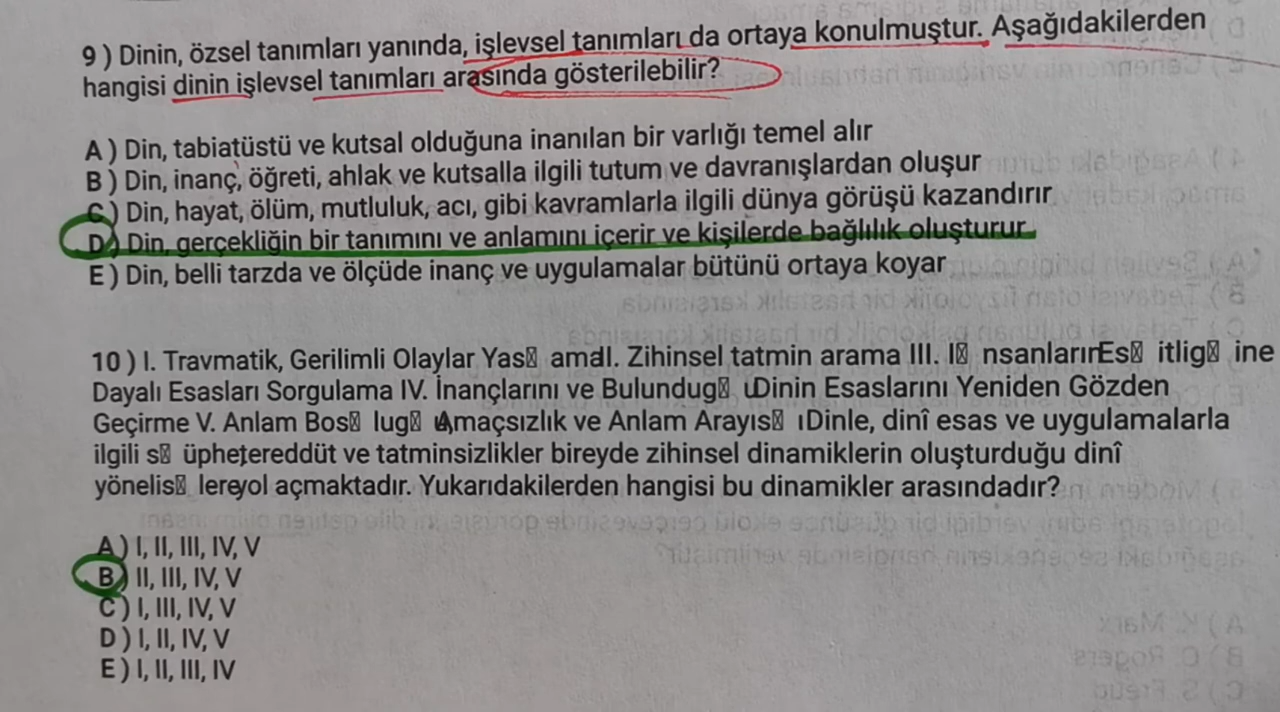 9 ) Dinin, özsel tanımları yanında, işlevsel tanımları da ortaya konulmuştur. Aşağıdakilerden
hangisi dinin işlevsel tanımları arasında gösterilebilir?
A ) Din, tabiatüstü ve kutsal olduğuna inanılan bir varlığı temel alır
B ) Din, inanç, öğreti, ahlak ve kutsalla ilgili tutum ve davranışlardan oluşur
C ) Din, hayat, ölüm, mutluluk, acı, gibi kavramlarla ilgili dünya görüşü kazandırır
D ) Din, gerçekliğin bir tanımını ve anlamını içerir ve kişilerde bağlılık oluşturur
E ) Din, belli tarzda ve ölçüde inanç ve uygulamalar bütünü ortaya koyar
10 ) I. Travmatik, Gerilimli Olaylar Yas amaII. Zihinsel tatmin arama III. I nsanlarınEs itlig ine
Dayalı Esasları Sorgulama IV. İnançlarını ve Bulundug u Dinin Esaslarını Yeniden Gözden
Geçirme V. Anlam Bos lug u Amaçsızlık ve Anlam Arayıs ı Dinle, dinî esas ve uygulamalarla
ilgili s üphe tereddüt ve tatminsizlikler bireyde zihinsel dinamiklerin oluşturduğu dinî
yönelis lere yol açmaktadır. Yukarıdakilerden hangisi bu dinamikler arasındadır?
A ) I, II, III, IV, V
B ) II, III, IV, V
C ) I, III, IV, V
D ) I, II, IV, V
E ) I, II, III, IV